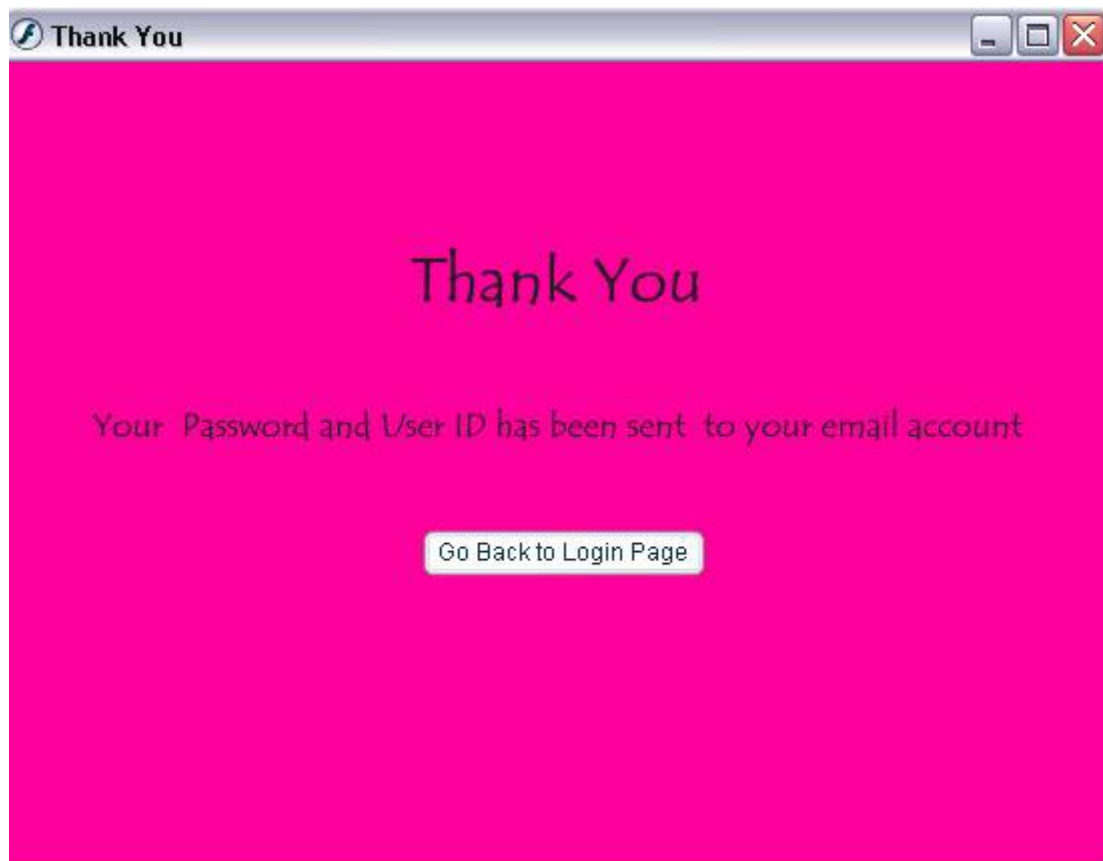 Thank You
Thank You
Your Password and User ID has been sent to your email account
Go Back to Login Page